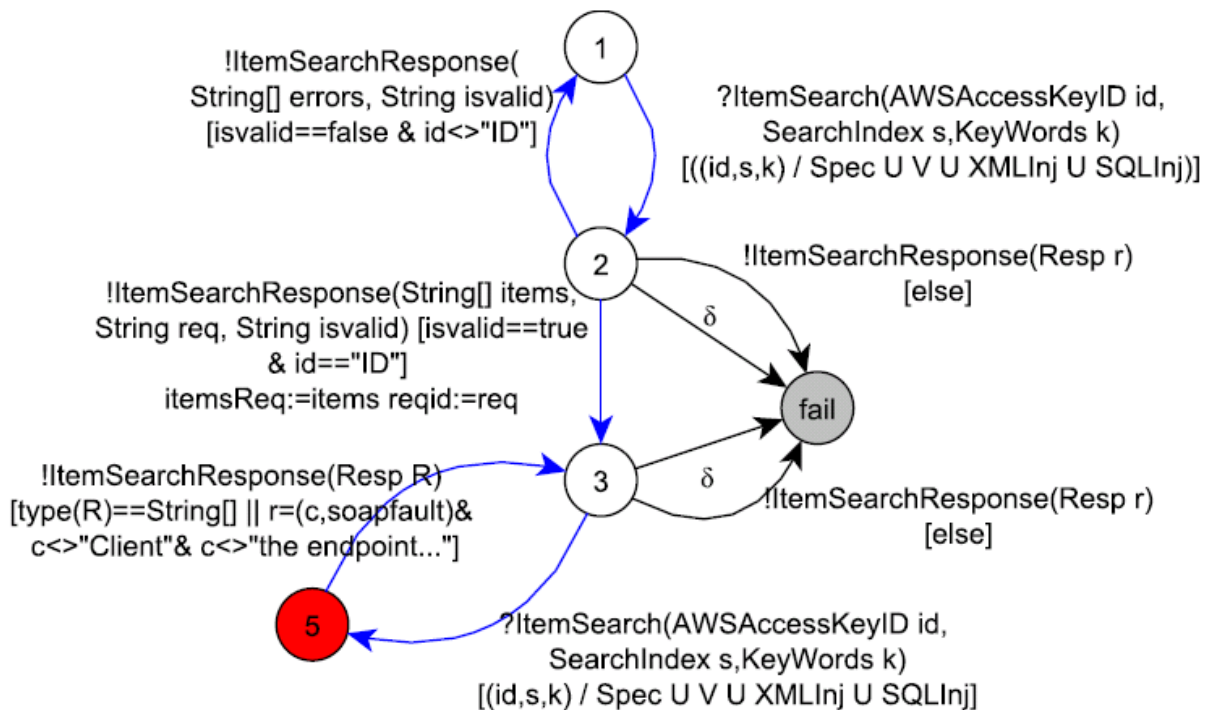 1
!ItemSearchResponse(
String[] errors, String isvalid)
[isvalid==false & id<>"ID"]
?ItemSearch(AWSAccessKeyID id,
SearchIndex s,KeyWords k)
[((id,s,k) / Spec U V U XMLInj U SQLInj)]
2
!ItemSearchResponse(Resp r)
[else]
!ItemSearchResponse(String[] items,
String req, String isvalid) [isvalid==true
& id=="ID"]
itemsReq:=items reqid:=req
δ
fail
!ItemSearchResponse(Resp R)
[type(R)==String[] || r=(c,soapfault)&
c<>"Client"& c<>"the endpoint..."]
3
δ
!ItemSearchResponse(Resp r)
[else]
5
?ItemSearch(AWSAccessKeyID id,
SearchIndex s,KeyWords k)
[(id,s,k) / Spec U V U XMLInj U SQLInj]